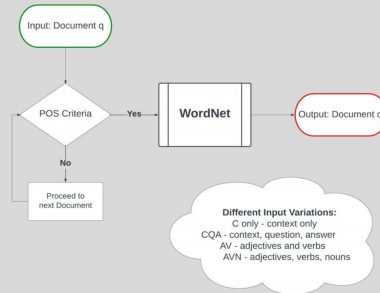 Input: Document q
POS Criteria
Yes
WordNet
Output: Document
No
Proceed to
next Document
Different Input Variations:
C only - context only
CQA - context, question, answer
AV - adjectives and verbs
AVN - adjectives, verbs, nouns